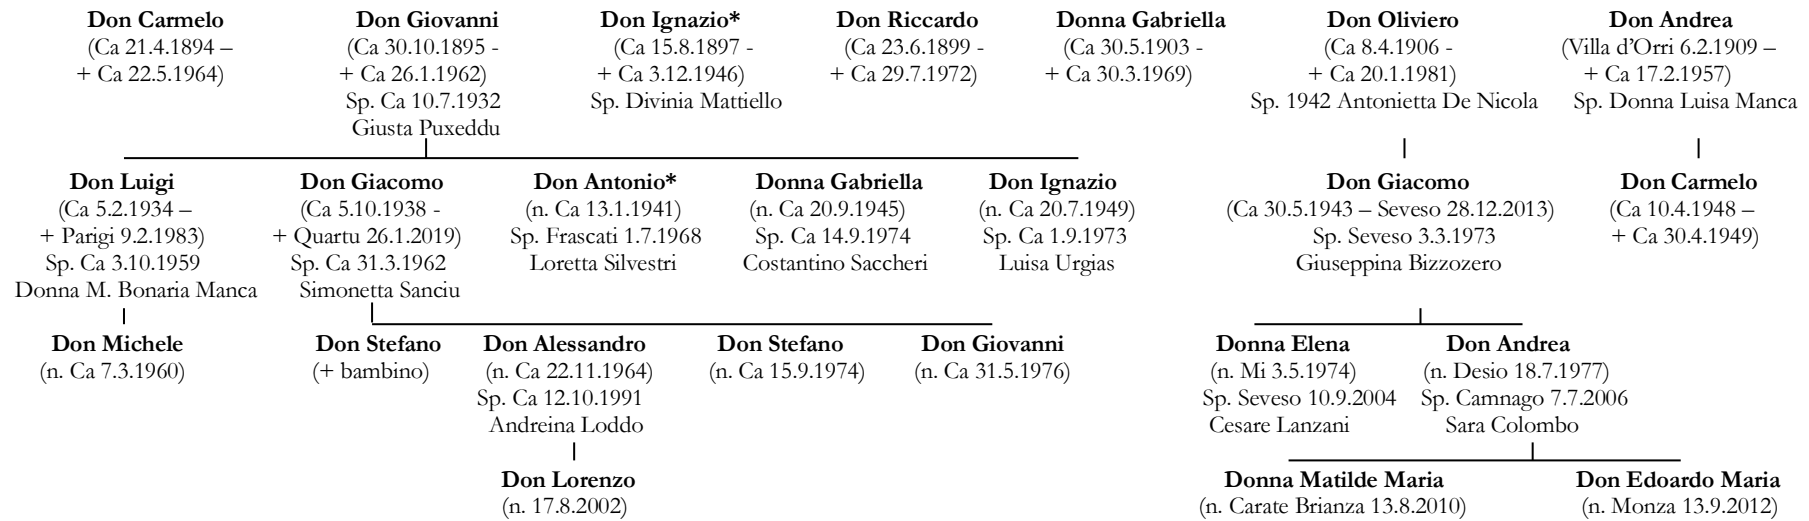 Don Carmelo
(Ca 21.4.1894 –
+ Ca 22.5.1964)
Don Giovanni
(Ca 30.10.1895 -
+ Ca 26.1.1962)
Sp. Ca 10.7.1932
Giusta Puxeddu
Don Ignazio*
(Ca 15.8.1897 -
+ Ca 3.12.1946)
Sp. Divinia Mattiello
Don Riccardo
(Ca 23.6.1899 -
+ Ca 29.7.1972)
Donna Gabriella
(Ca 30.5.1903 -
+ Ca 30.3.1969)
Don Oliviero
(Ca 8.4.1906 -
+ Ca 20.1.1981)
Sp. 1942 Antonietta De Nicola
Don Andrea
(Villa d'Orri 6.2.1909 –
+ Ca 17.2.1957)
Sp. Donna Luisa Manca
Don Luigi
(Ca 5.2.1934 –
+ Parigi 9.2.1983)
Sp. Ca 3.10.1959
Donna M. Bonaria Manca
Don Giacomo
(Ca 5.10.1938 -
+ Quartu 26.1.2019)
Sp. Ca 31.3.1962
Simonetta Sanciu
Don Antonio*
(n. Ca 13.1.1941)
Sp. Frascati 1.7.1968
Loretta Silvestri
Donna Gabriella
(n. Ca 20.9.1945)
Sp. Ca 14.9.1974
Costantino Saccheri
Don Ignazio
(n. Ca 20.7.1949)
Sp. Ca 1.9.1973
Luisa Urgias
Don Giacomo
(Ca 30.5.1943 – Seveso 28.12.2013)
Sp. Seveso 3.3.1973
Giuseppina Bizzozero
Don Carmelo
(Ca 10.4.1948 –
+ Ca 30.4.1949)
Don Michele
(n. Ca 7.3.1960)
Don Stefano
(+ bambino)
Don Alessandro
(n. Ca 22.11.1964)
Sp. Ca 12.10.1991
Andreina Loddo
Don Stefano
(n. Ca 15.9.1974)
Don Giovanni
(n. Ca 31.5.1976)
Donna Elena
(n. Mi 3.5.1974)
Sp. Seveso 10.9.2004
Cesare Lanzani
Don Andrea
(n. Desio 18.7.1977)
Sp. Camnago 7.7.2006
Sara Colombo
Don Lorenzo
(n. 17.8.2002)
Donna Matilde Maria
(n. Carate Brianza 13.8.2010)
Don Edoardo Maria
(n. Monza 13.9.2012)